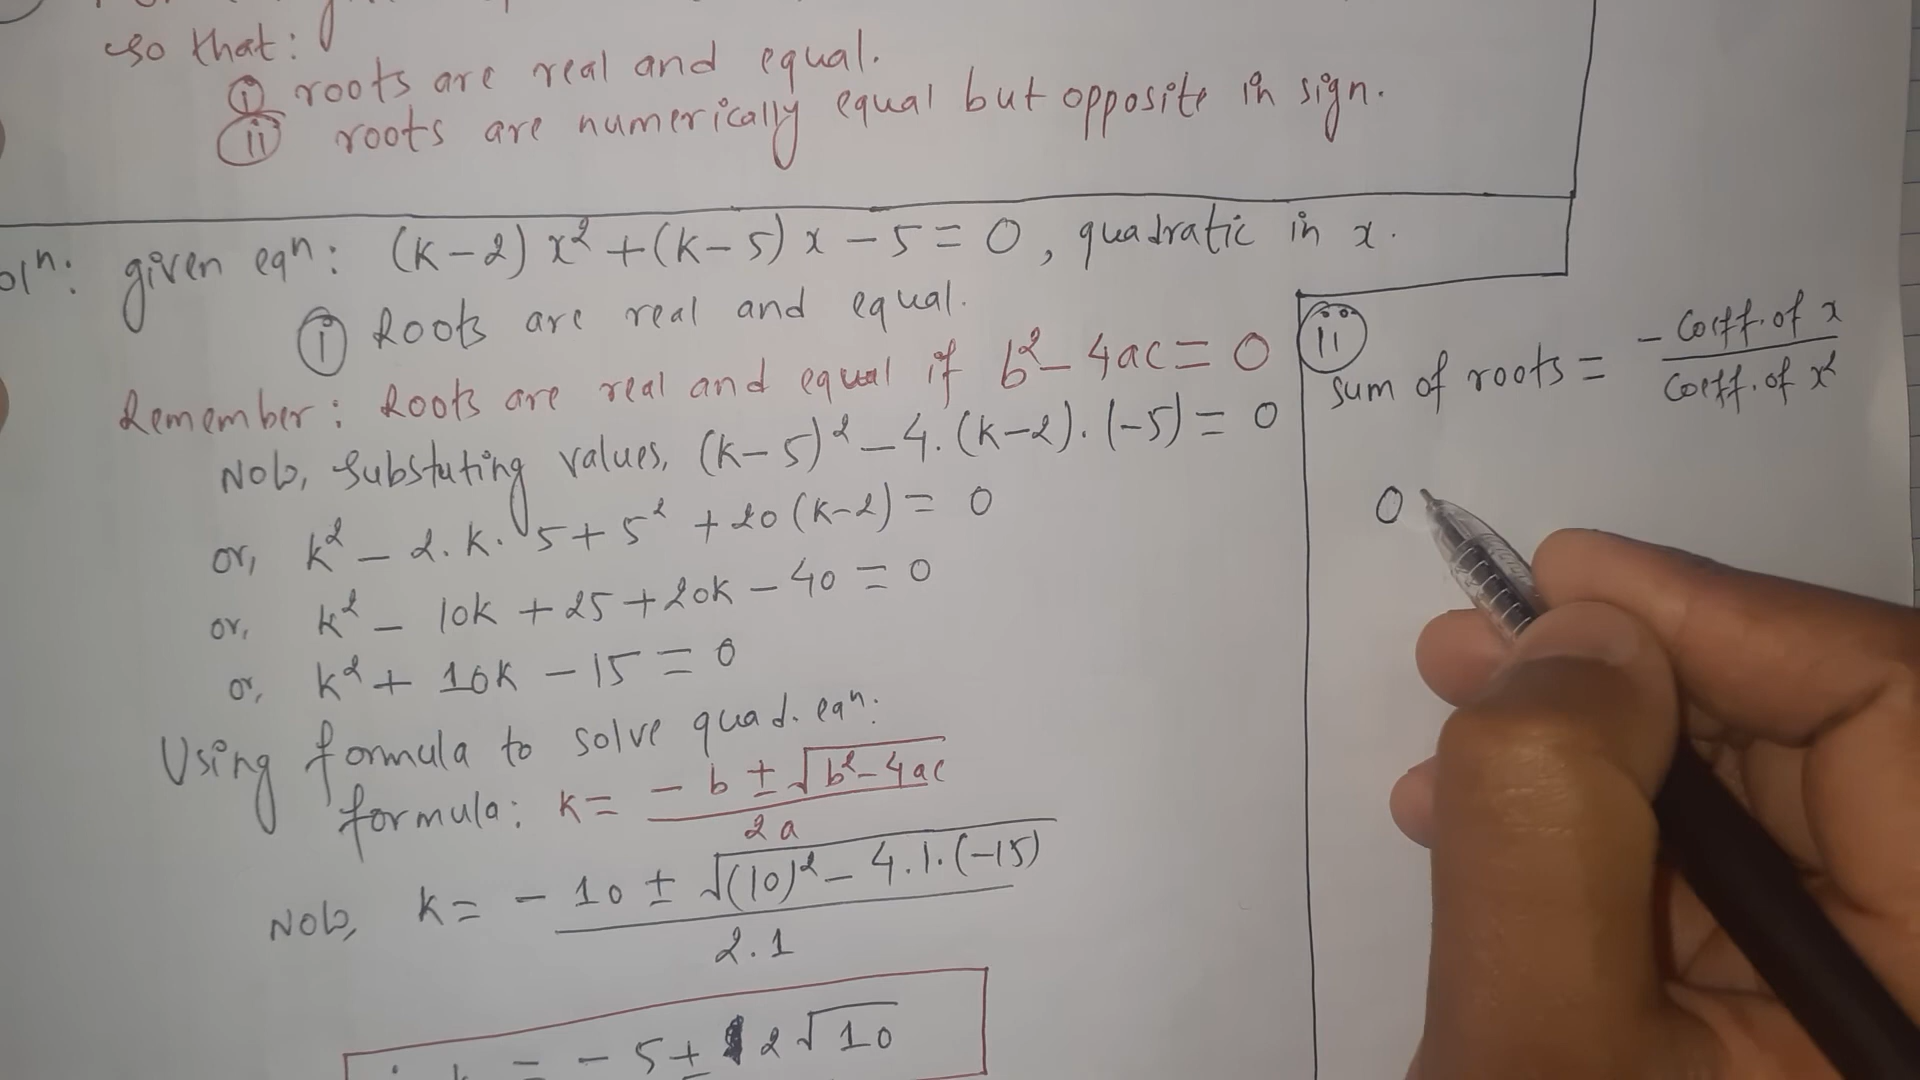 so that:
(i) roots are real and equal.
(ii) roots are numerically equal but opposite in sign.
olⁿ: given eqⁿ: (k-2) x² + (k-5) x - 5 = 0, quadratic in x.
(i) Roots are real and equal.
Remember: Roots are real and equal if b² - 4ac = 0
Now, Substuting values, (k-5)² - 4.(k-2).(-5) = 0
or, k² - 2.k.5 + 5² + 20(k-2) = 0
or, k² - 10k + 25 + 20k - 40 = 0
or, k² + 10k - 15 = 0
Using formula to solve quad. eqⁿ:
formula: k = (-b ± √(b²-4ac)) / 2a
Now, k = (-10 ± √((10)² - 4.1.(-15))) / 2.1
= -5 ± 2√10
(ii)
sum of roots = - Coeff. of x / Coeff. of x²
0